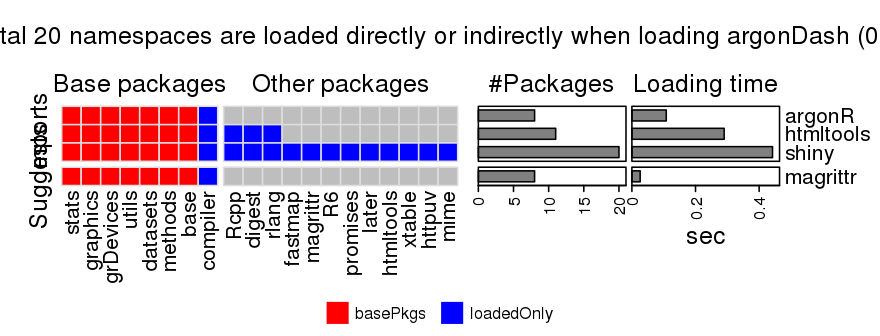 tal 20 namespaces are loaded directly or indirectly when loading argonDash (0
Base packages Other packages #Packages Loading time
Imports
argonR
htmltools
shiny
Suggests
magrittr
stats graphics grDevices utils datasets methods base compiler Rcpp digest rlang fastmap magrittr R6 promises later htmltools xtable httpuv mime
0 5 10 15 20 0 0.2 0.4
sec
basePkgs loadedOnly